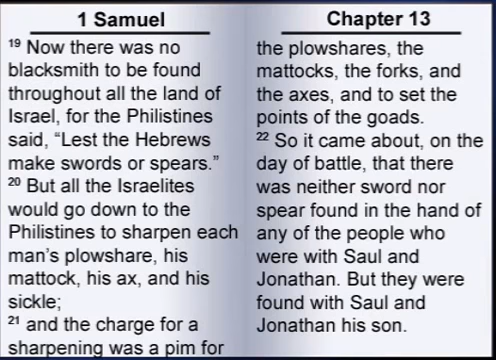 1 Samuel
¹⁹ Now there was no
blacksmith to be found
throughout all the land of
Israel, for the Philistines
said, “Lest the Hebrews
make swords or spears.”
²⁰ But all the Israelites
would go down to the
Philistines to sharpen each
man’s plowshare, his
mattock, his ax, and his
sickle;
²¹ and the charge for a
sharpening was a pim for
Chapter 13
the plowshares, the
mattocks, the forks, and
the axes, and to set the
points of the goads.
²² So it came about, on the
day of battle, that there
was neither sword nor
spear found in the hand of
any of the people who
were with Saul and
Jonathan. But they were
found with Saul and
Jonathan his son.